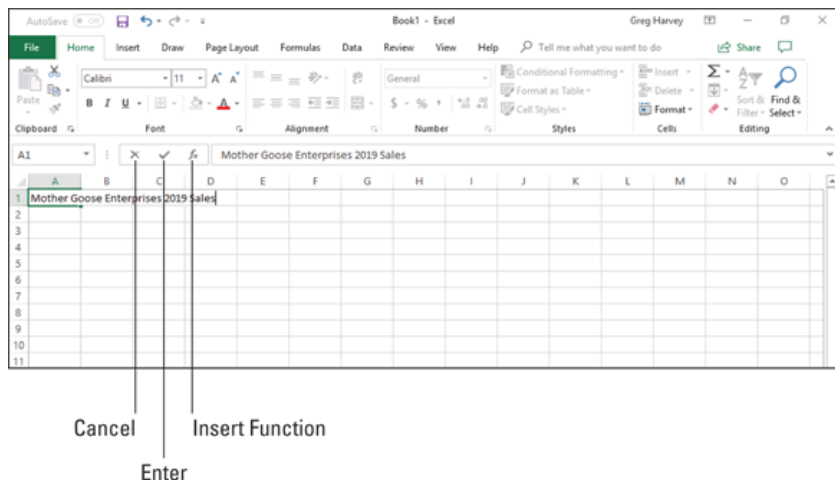 AutoSave Off Book1 - Excel Greg Harvey
File Home Insert Draw Page Layout Formulas Data Review View Help Tell me what you want to do Share
Paste Calibri 11 A A General Conditional Formatting Insert Σ A Z
B I U A $ % , Format as Table Delete Sort & Find &
Cell Styles Format Filter Select
Clipboard Font Alignment Number Styles Cells Editing
A1 fx Mother Goose Enterprises 2019 Sales
A B C D E F G H I J K L M N O
1 Mother Goose Enterprises 2019 Sales
2
3
4
5
6
7
8
9
10
11
Cancel Insert Function
Enter